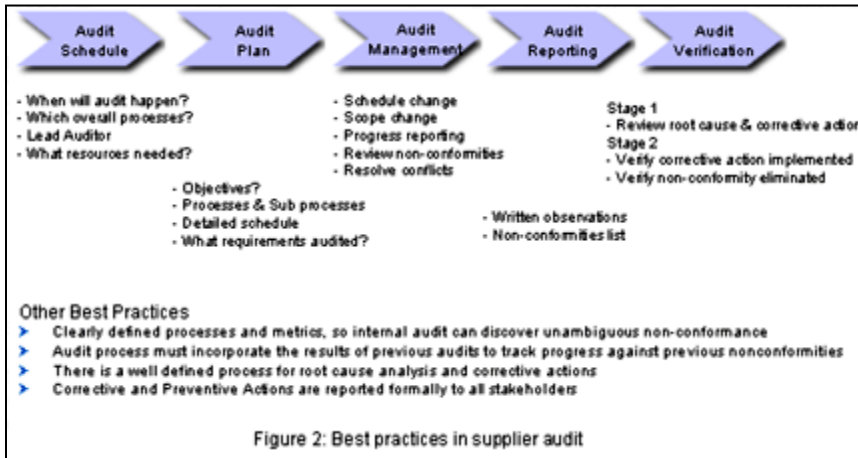 Audit
Schedule
Audit
Plan
Audit
Management
Audit
Reporting
Audit
Verification
- When will audit happen?
- Which overall processes?
- Lead Auditor
- What resources needed?
- Objectives?
- Processes & Sub processes
- Detailed schedule
- What requirements audited?
- Schedule change
- Scope change
- Progress reporting
- Review non-conformities
- Resolve conflicts
- Written observations
- Non-conformities list
Stage 1
- Review root cause & corrective action
Stage 2
- Verify corrective action implemented
- Verify non-conformity eliminated
Other Best Practices
➤ Clearly defined processes and metrics, so internal audit can discover unambiguous non-conformance
➤ Audit process must incorporate the results of previous audits to track progress against previous nonconformities
➤ There is a well defined process for root cause analysis and corrective actions
➤ Corrective and Preventive Actions are reported formally to all stakeholders
Figure 2: Best practices in supplier audit